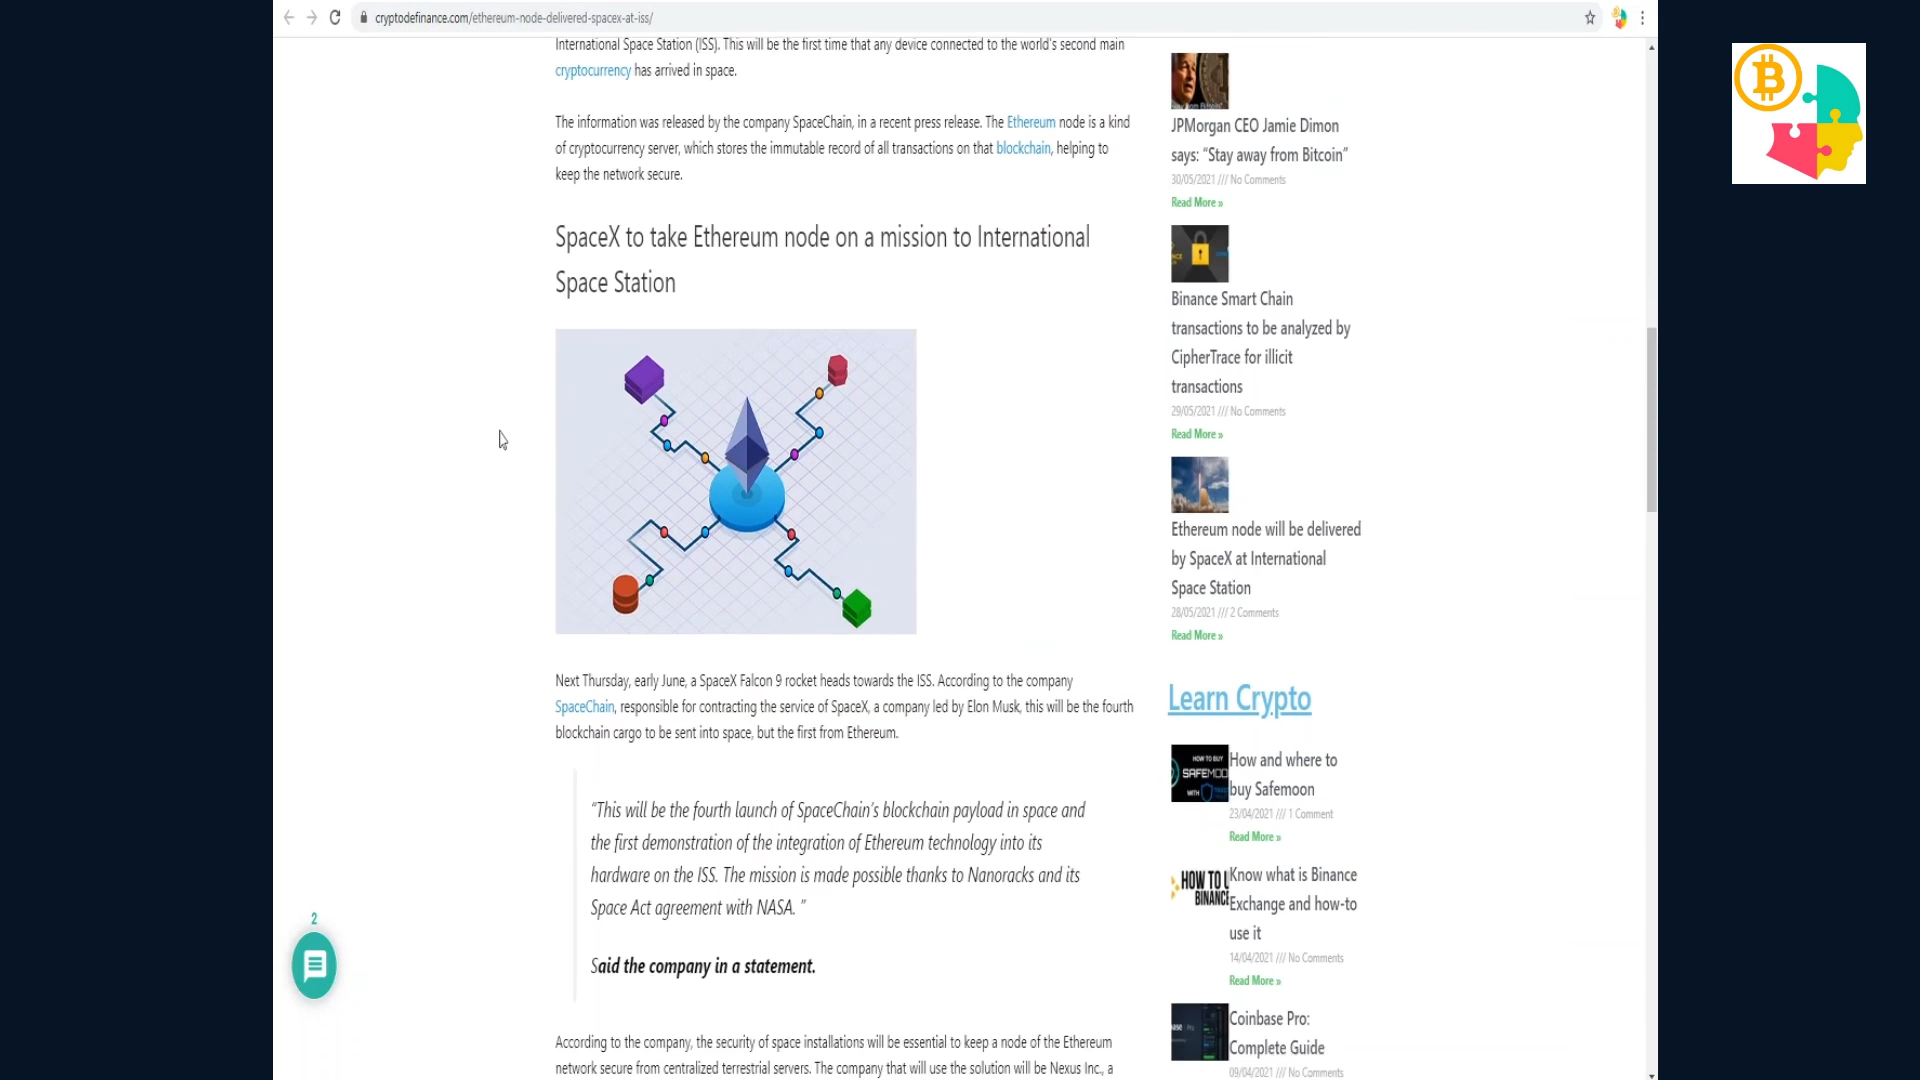 cryptodefinance.com/ethereum-node-delivered-spacex-at-iss/
International Space Station (ISS). This will be the first time that any device connected to the world's second main
cryptocurrency has arrived in space.
The information was released by the company SpaceChain, in a recent press release. The Ethereum node is a kind
of cryptocurrency server, which stores the immutable record of all transactions on that blockchain, helping to
keep the network secure.
SpaceX to take Ethereum node on a mission to International
Space Station
Next Thursday, early June, a SpaceX Falcon 9 rocket heads towards the ISS. According to the company
SpaceChain, responsible for contracting the service of SpaceX, a company led by Elon Musk, this will be the fourth
blockchain cargo to be sent into space, but the first from Ethereum.
“This will be the fourth launch of SpaceChain’s blockchain payload in space and
the first demonstration of the integration of Ethereum technology into its
hardware on the ISS. The mission is made possible thanks to Nanoracks and its
Space Act agreement with NASA. ”
Said the company in a statement.
According to the company, the security of space installations will be essential to keep a node of the Ethereum
network secure from centralized terrestrial servers. The company that will use the solution will be Nexus Inc., a
2
JPMorgan CEO Jamie Dimon
says: “Stay away from Bitcoin”
30/05/2021 /// No Comments
Read More »
Binance Smart Chain
transactions to be analyzed by
CipherTrace for illicit
transactions
29/05/2021 /// No Comments
Read More »
Ethereum node will be delivered
by SpaceX at International
Space Station
28/05/2021 /// 2 Comments
Read More »
Learn Crypto
HOW TO BUY
SAFEMOO
WITH
How and where to
buy Safemoon
23/04/2021 /// 1 Comment
Read More »
HOW TO U
BINANC
Know what is Binance
Exchange and how-to
use it
14/04/2021 /// No Comments
Read More »
Coinbase Pro:
Complete Guide
09/04/2021 /// No Comments